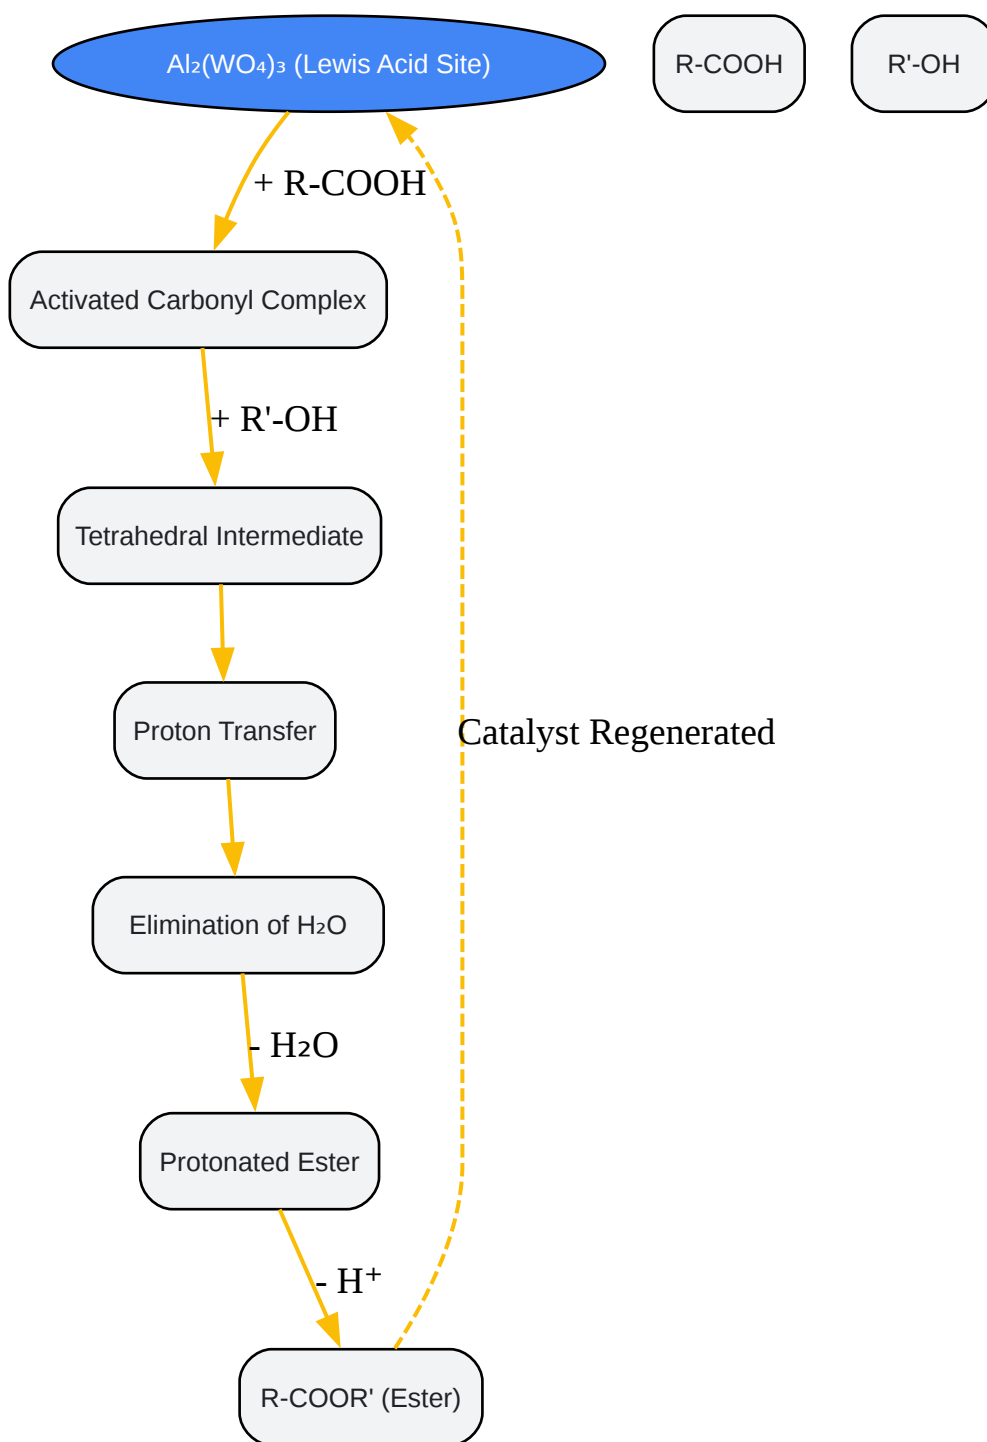 Al₂(WO₄)₃ (Lewis Acid Site)
R-COOH
R'-OH
+ R-COOH
Activated Carbonyl Complex
+ R'-OH
Tetrahedral Intermediate
Proton Transfer
Catalyst Regenerated
Elimination of H₂O
- H₂O
Protonated Ester
- H⁺
R-COOR' (Ester)